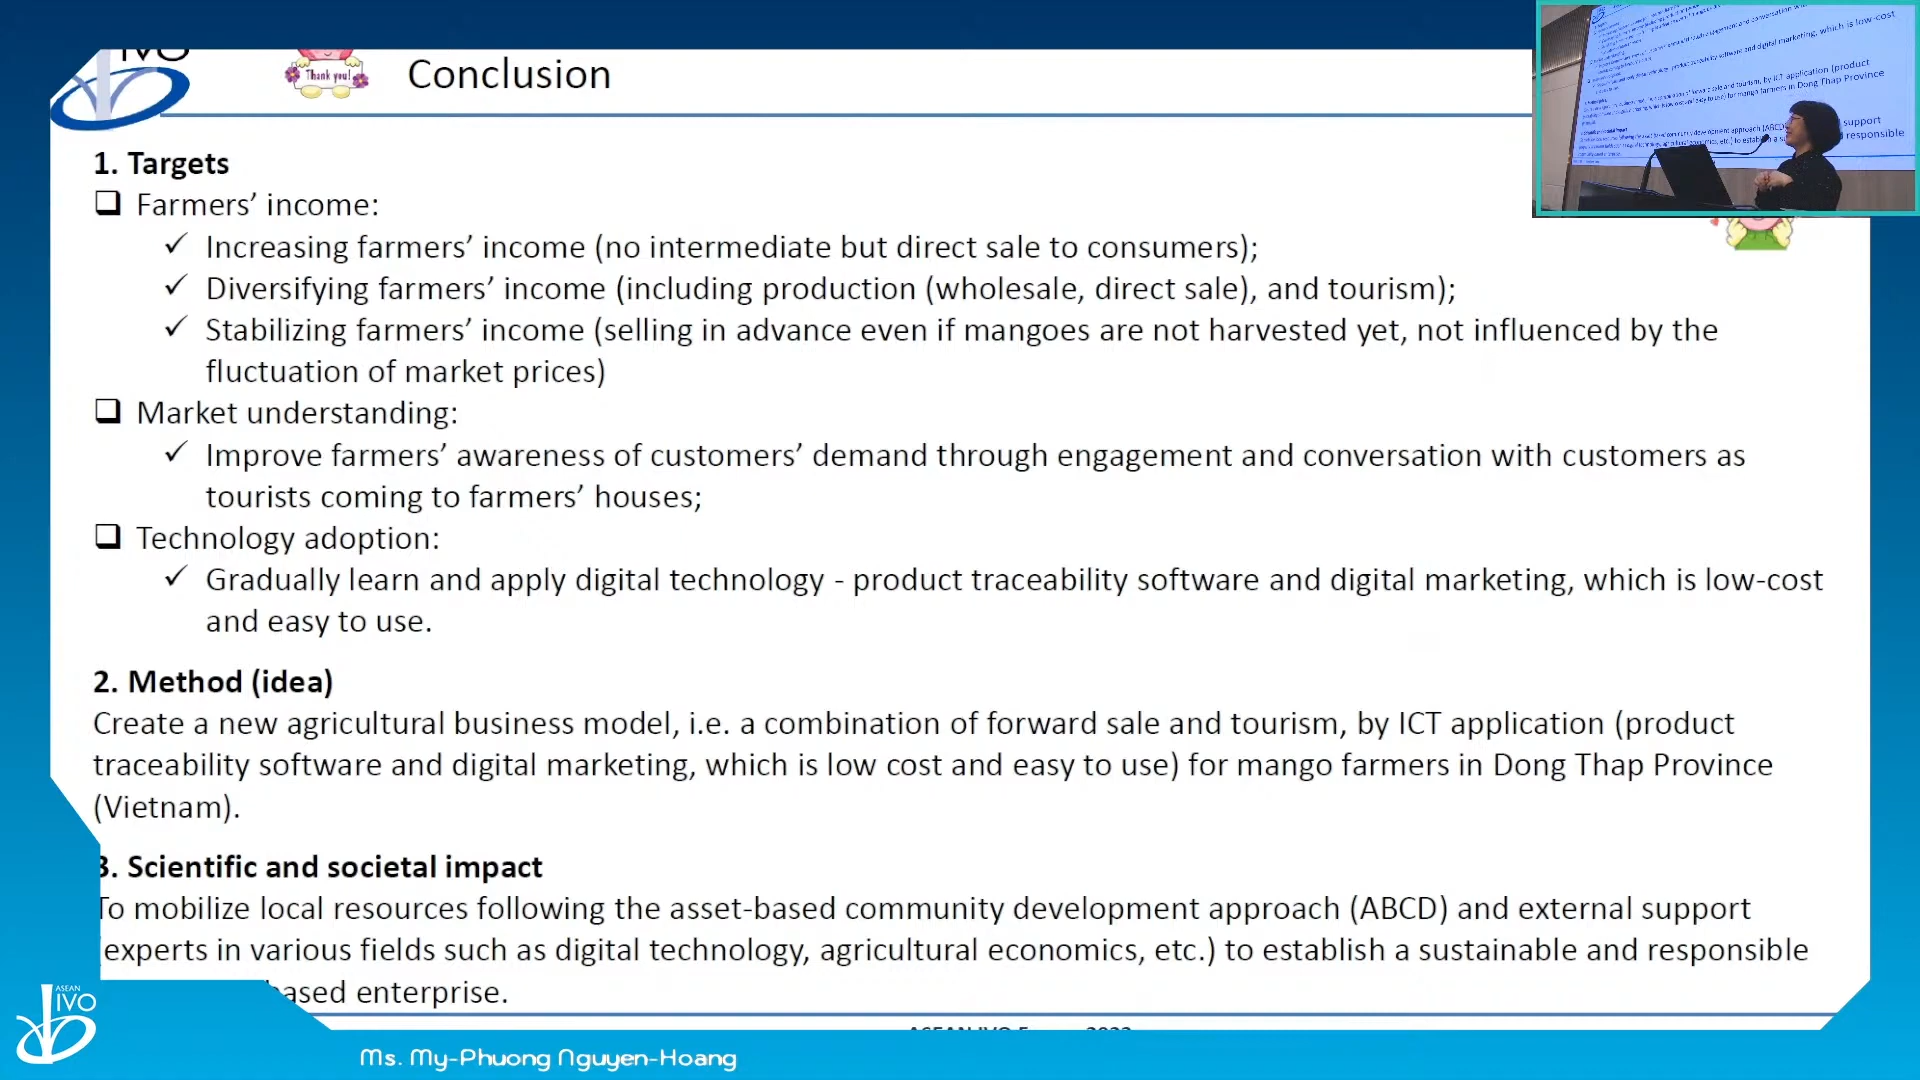 IVO
Thank you!
Conclusion
1. Targets
❑ Farmers’ income:
✓ Increasing farmers’ income (no intermediate but direct sale to consumers);
✓ Diversifying farmers’ income (including production (wholesale, direct sale), and tourism);
✓ Stabilizing farmers’ income (selling in advance even if mangoes are not harvested yet, not influenced by the
fluctuation of market prices)
❑ Market understanding:
✓ Improve farmers’ awareness of customers’ demand through engagement and conversation with customers as
tourists coming to farmers’ houses;
❑ Technology adoption:
✓ Gradually learn and apply digital technology - product traceability software and digital marketing, which is low-cost
and easy to use.
2. Method (idea)
Create a new agricultural business model, i.e. a combination of forward sale and tourism, by ICT application (product
traceability software and digital marketing, which is low cost and easy to use) for mango farmers in Dong Thap Province
(Vietnam).
3. Scientific and societal impact
To mobilize local resources following the asset-based community development approach (ABCD) and external support
experts in various fields such as digital technology, agricultural economics, etc.) to establish a sustainable and responsible
based enterprise.
ASEAN
IVO
Ms. My-Phuong Nguyen-Hoang